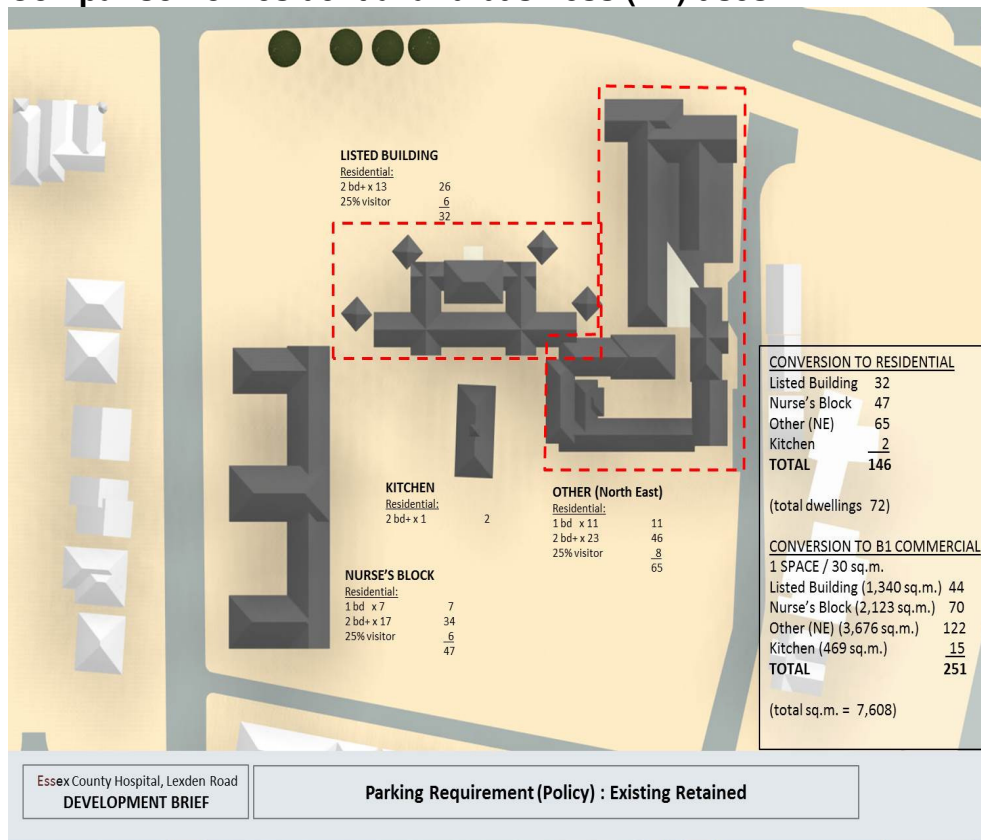 LISTED BUILDING
Residential:
2 bd+ x 13 26
25% visitor 6
32
KITCHEN
Residential:
2 bd+ x 1 2
OTHER (North East)
Residential:
1 bd x 11 11
2 bd+ x 23 46
25% visitor 8
65
NURSE'S BLOCK
Residential:
1 bd x 7 7
2 bd+ x 17 34
25% visitor 6
47
CONVERSION TO RESIDENTIAL
Listed Building 32
Nurse's Block 47
Other (NE) 65
Kitchen 2
TOTAL 146
(total dwellings 72)
CONVERSION TO B1 COMMERCIAL
1 SPACE / 30 sq.m.
Listed Building (1,340 sq.m.) 44
Nurse's Block (2,123 sq.m.) 70
Other (NE) (3,676 sq.m.) 122
Kitchen (469 sq.m.) 15
TOTAL 251
(total sq.m. = 7,608)
Essex County Hospital, Lexden Road
DEVELOPMENT BRIEF
Parking Requirement (Policy) : Existing Retained